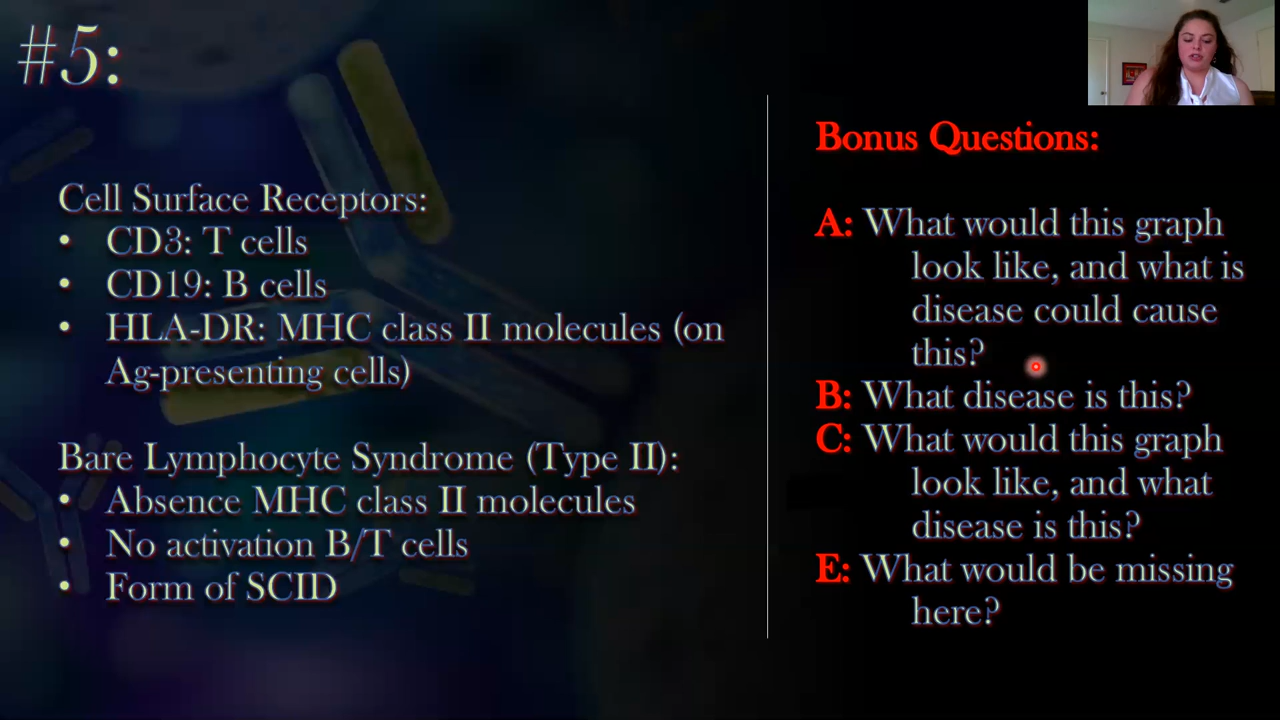 #5:
Cell Surface Receptors:
• CD3: T cells
• CD19: B cells
• HLA-DR: MHC class II molecules (on
Ag-presenting cells)
Bare Lymphocyte Syndrome (Type II):
• Absence MHC class II molecules
• No activation B/T cells
• Form of SCID
Bonus Questions:
A: What would this graph
look like, and what is
disease could cause
this?
B: What disease is this?
C: What would this graph
look like, and what
disease is this?
E: What would be missing
here?